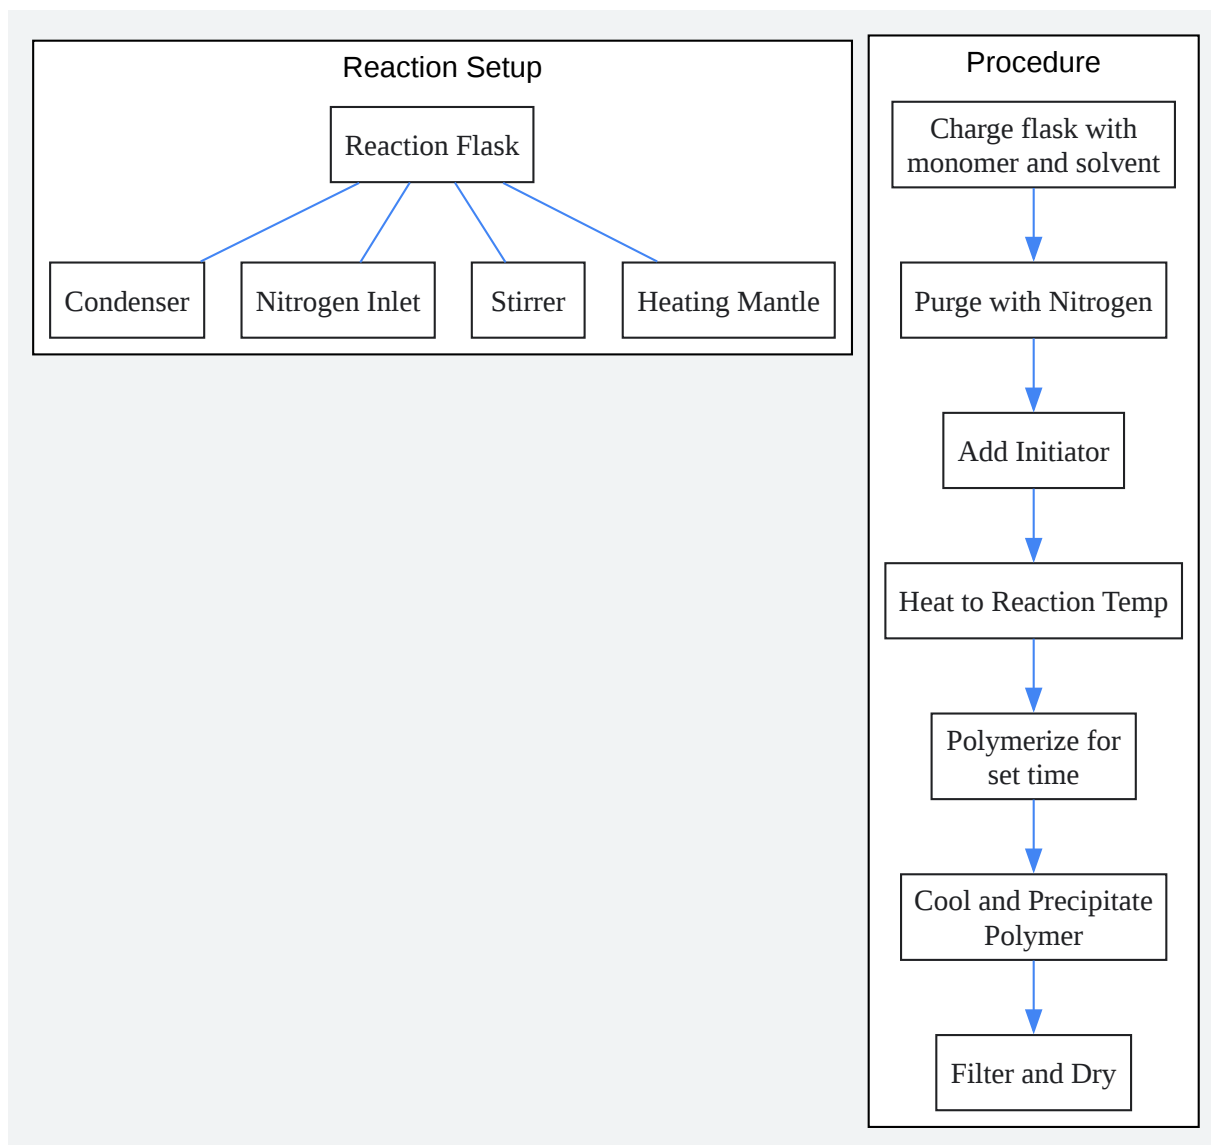 Reaction Setup
Reaction Flask
Condenser
Nitrogen Inlet
Stirrer
Heating Mantle
Procedure
Charge flask with
monomer and solvent
Purge with Nitrogen
Add Initiator
Heat to Reaction Temp
Polymerize for
set time
Cool and Precipitate
Polymer
Filter and Dry